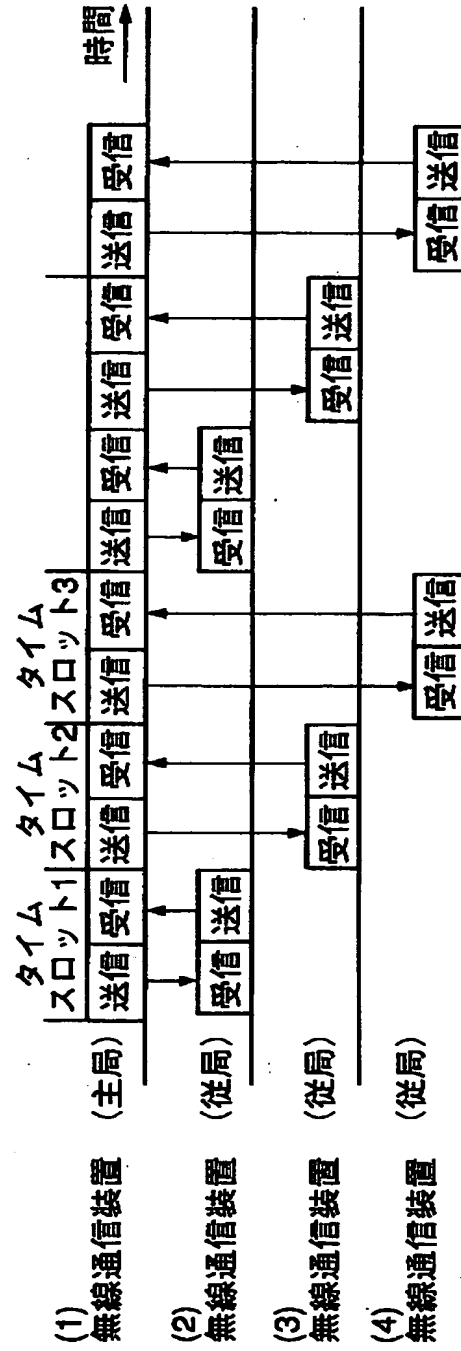 時間
タイム
スロット1
タイム
スロット2
タイム
スロット3
(1)
無線通信装置
(主局)
送信 受信 送信 受信 送信 受信 送信 受信 送信 受信 送信 受信
(2)
無線通信装置
(従局)
受信 送信 受信 送信
(3)
無線通信装置
(従局)
受信 送信 受信 送信
(4)
無線通信装置
(従局)
受信 送信 受信 送信